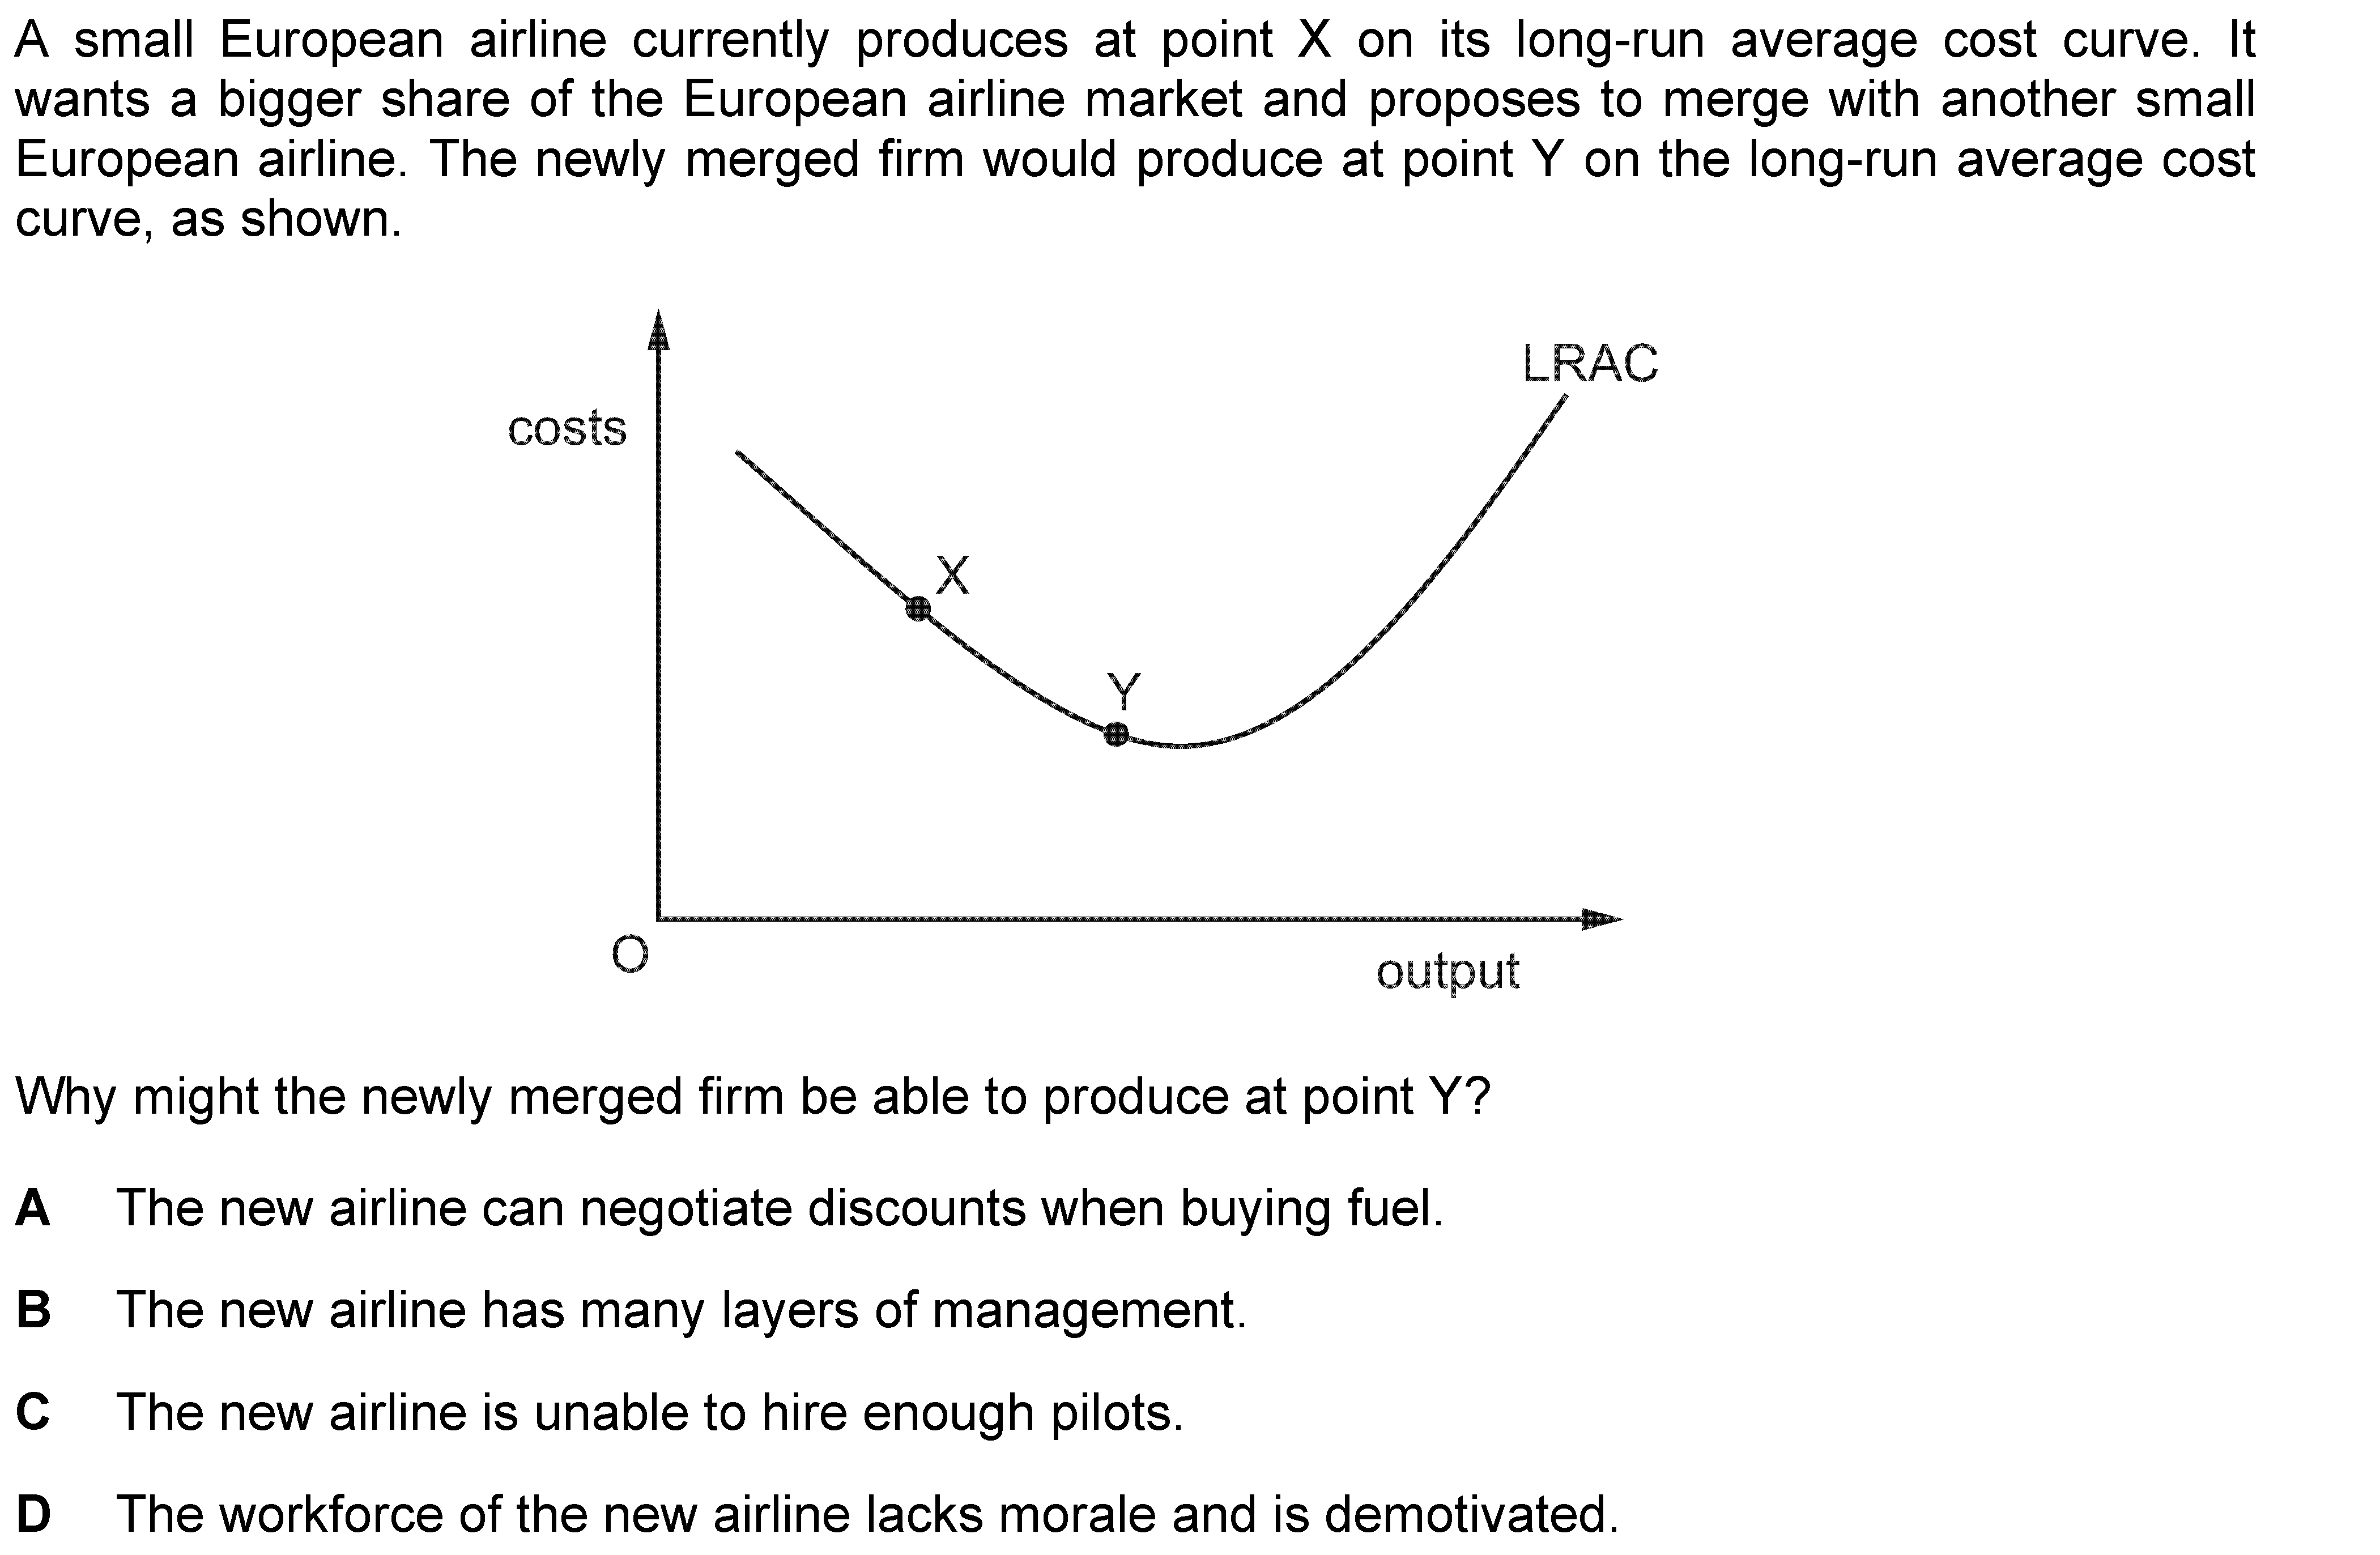 A small European airline currently produces at point X on its long-run average cost curve. It
wants a bigger share of the European airline market and proposes to merge with another small
European airline. The newly merged firm would produce at point Y on the long-run average cost
curve, as shown.
LRAC
costs
X
Y
O
output
Why might the newly merged firm be able to produce at point Y?
A The new airline can negotiate discounts when buying fuel.
B The new airline has many layers of management.
C The new airline is unable to hire enough pilots.
D The workforce of the new airline lacks morale and is demotivated.